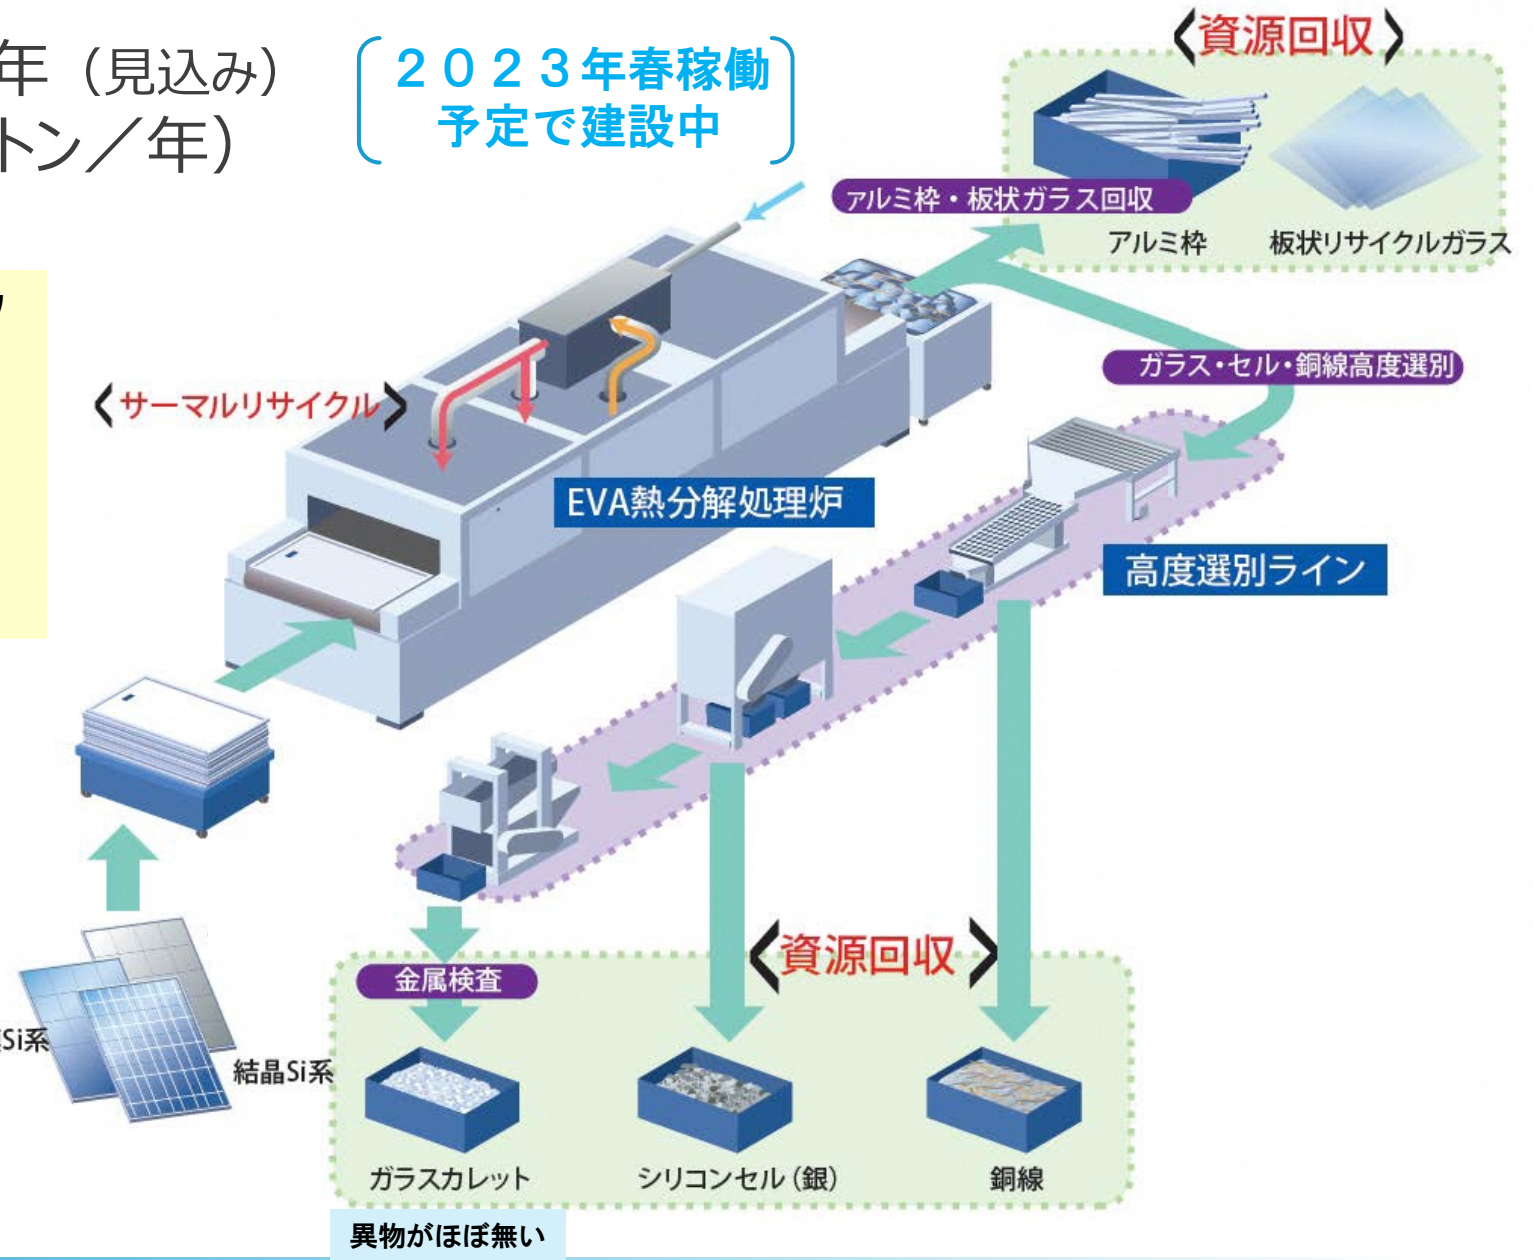 年（見込み）
トン／年）
２０２３年春稼働
予定で建設中
《資源回収》
アルミ枠・板状ガラス回収
アルミ枠
板状リサイクルガラス
ガラス・セル・銅線高度選別
《サーマルリサイクル》
EVA熱分解処理炉
高度選別ライン
《資源回収》
金属検査
Si系
結晶Si系
ガラスカレット
シリコンセル（銀）
銅線
異物がほぼ無い